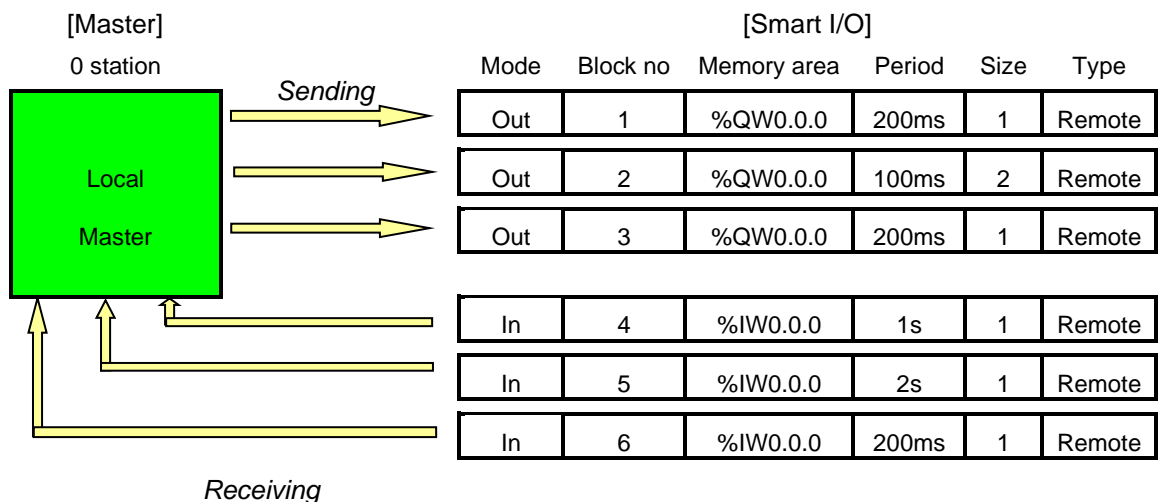 [Master] [Smart I/O]
0 station Mode Block no Memory area Period Size Type
Sending
Out 1 %QW0.0.0 200ms 1 Remote
Local Out 2 %QW0.0.0 100ms 2 Remote
Master Out 3 %QW0.0.0 200ms 1 Remote
In 4 %IW0.0.0 1s 1 Remote
In 5 %IW0.0.0 2s 1 Remote
In 6 %IW0.0.0 200ms 1 Remote
Receiving